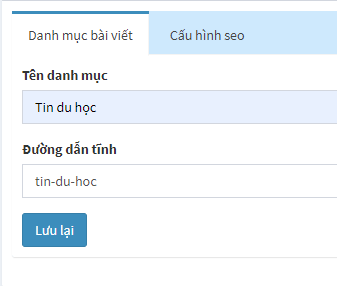 Danh mục bài viết Cấu hình seo
Tên danh mục
Tin du học
Đường dẫn tĩnh
tin-du-hoc
Lưu lại